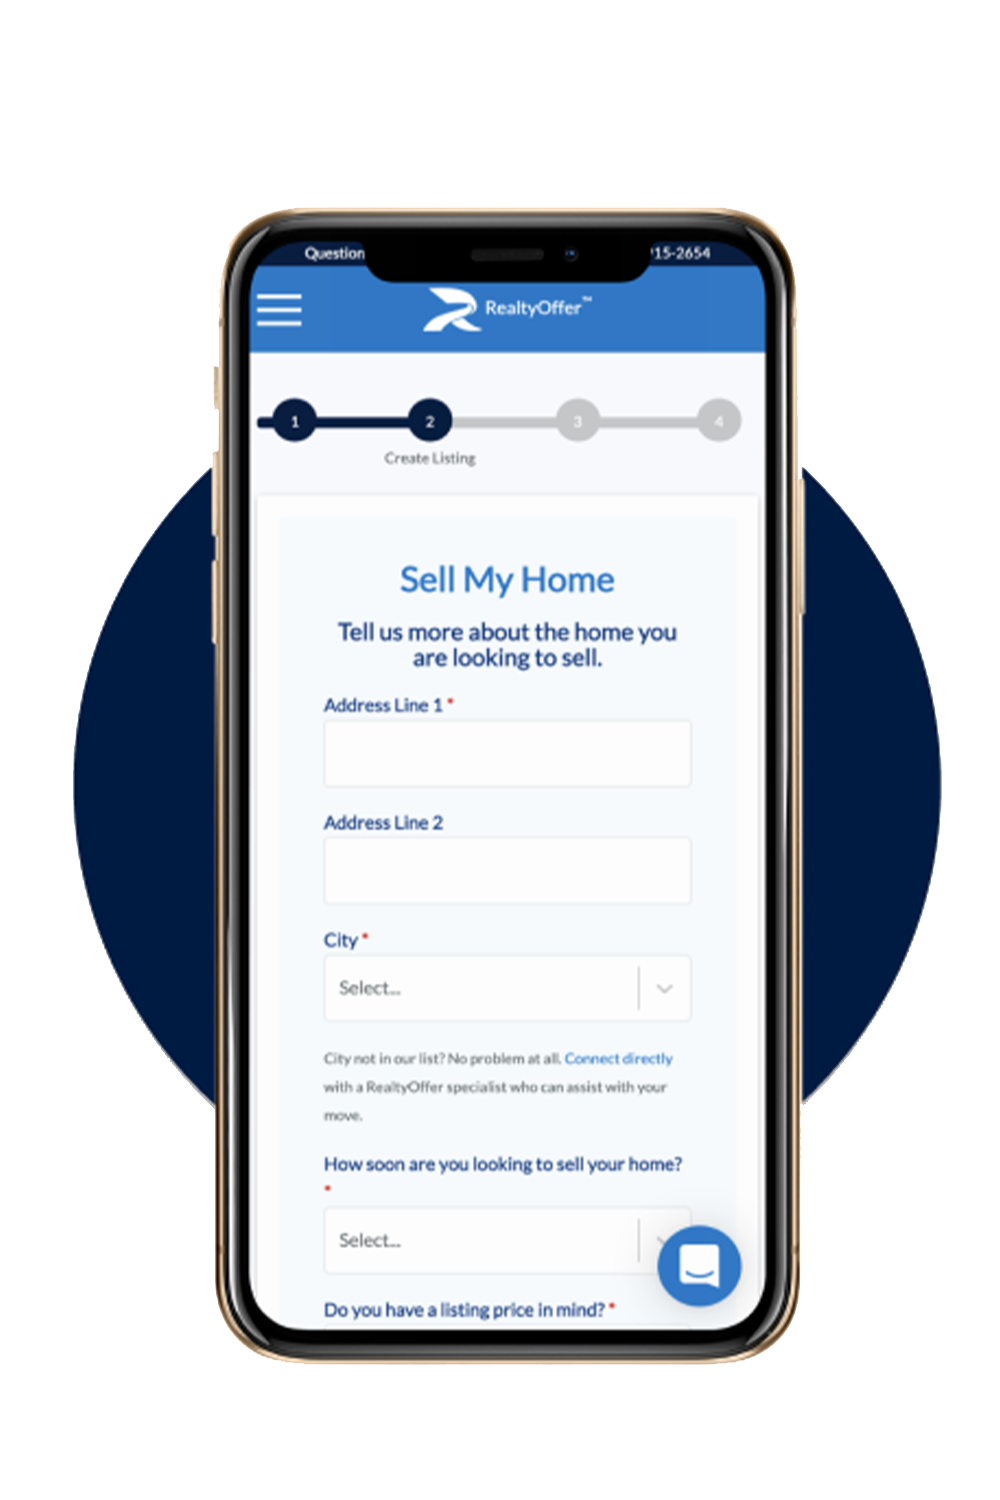 Question
15-2654
RealtyOffer™
1
2
3
4
Create Listing
Sell My Home
Tell us more about the home you
are looking to sell.
Address Line 1 *
Address Line 2
City *
Select...
City not in our list? No problem at all. Connect directly
with a RealtyOffer specialist who can assist with your
move.
How soon are you looking to sell your home?
*
Select...
Do you have a listing price in mind? *